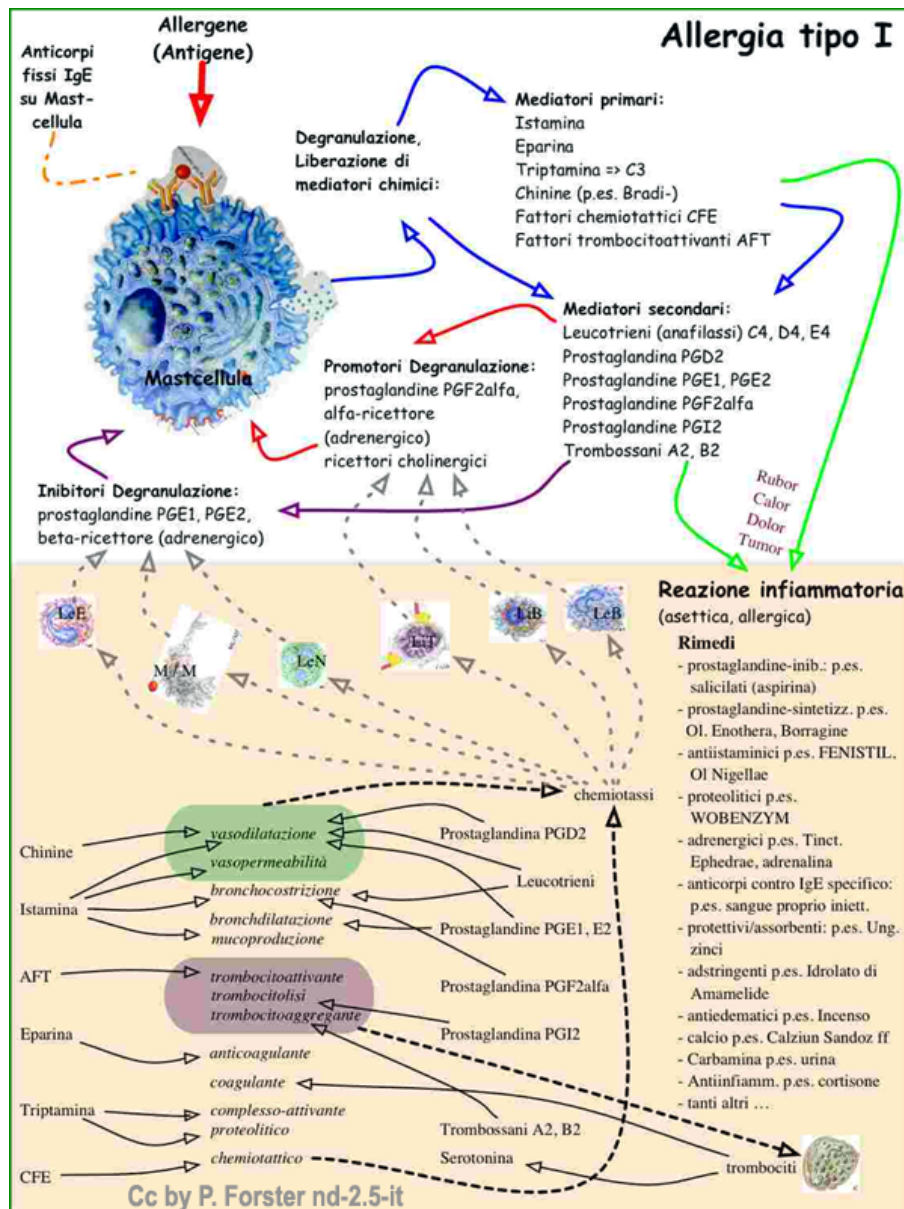 Allergia tipo I
Allergene
(Antigene)
Anticorpi
fissi IgE
su Mast-
cellula
Degranulazione,
Liberazione di
mediatori chimici:
Mediatori primari:
Istamina
Eparina
Triptamina => C3
Chinine (p.es. Bradi-)
Fattori chemiotattici CFE
Fattori trombocitoattivanti AFT
Mastcellula
Mediatori secondari:
Leucotrieni (anafilassi) C4, D4, E4
Prostaglandina PGD2
Prostaglandine PGE1, PGE2
Prostaglandine PGF2alfa
Prostaglandine PGI2
Trombossani A2, B2
Promotori Degranulazione:
prostaglandine PGF2alfa,
alfa-ricettore
(adrenergico)
ricettori cholinergici
Inibitori Degranulazione:
prostaglandine PGE1, PGE2,
beta-ricettore (adrenergico)
Rubor
Calor
Dolor
Tumor
LeE
M / M
LeN
LiT
LiB
LeB
Reazione infiammatoria
(asettica, allergica)
Rimedi
- prostaglandine-inib.: p.es.
salicilati (aspirina)
- prostaglandine-sintetizz. p.es.
Ol. Enothera, Borragine
- antiistaminici p.es. FENISTIL,
Ol Nigellae
- proteolitici p.es.
WOBENZYM
- adrenergici p.es. Tinct.
Ephedrae, adrenalina
- anticorpi contro IgE specifico:
p.es. sangue proprio iniett.
- protettivi/assorbenti: p.es. Ung.
zinci
- adstringenti p.es. Idrolato di
Amamelide
- antiedematici p.es. Incenso
- calcio p.es. Calziun Sandoz ff
- Carbamina p.es. urina
- Antiinfiamm. p.es. cortisone
- tanti altri ...
chemiotassi
Chinine
Istamina
AFT
Eparina
Triptamina
CFE
vasodilatazione
vasopermeabilità
bronchocostrizione
bronchdilatazione
mucoproduzione
trombocitoattivante
trombocitolisi
trombocitoaggregante
anticoagulante
coagulante
complesso-attivante
proteolitico
chemiotattico
Prostaglandina PGD2
Leucotrieni
Prostaglandine PGE1, E2
Prostaglandina PGF2alfa
Prostaglandina PGI2
Trombossani A2, B2
Serotonina
trombociti
Cc by P. Forster nd-2.5-it